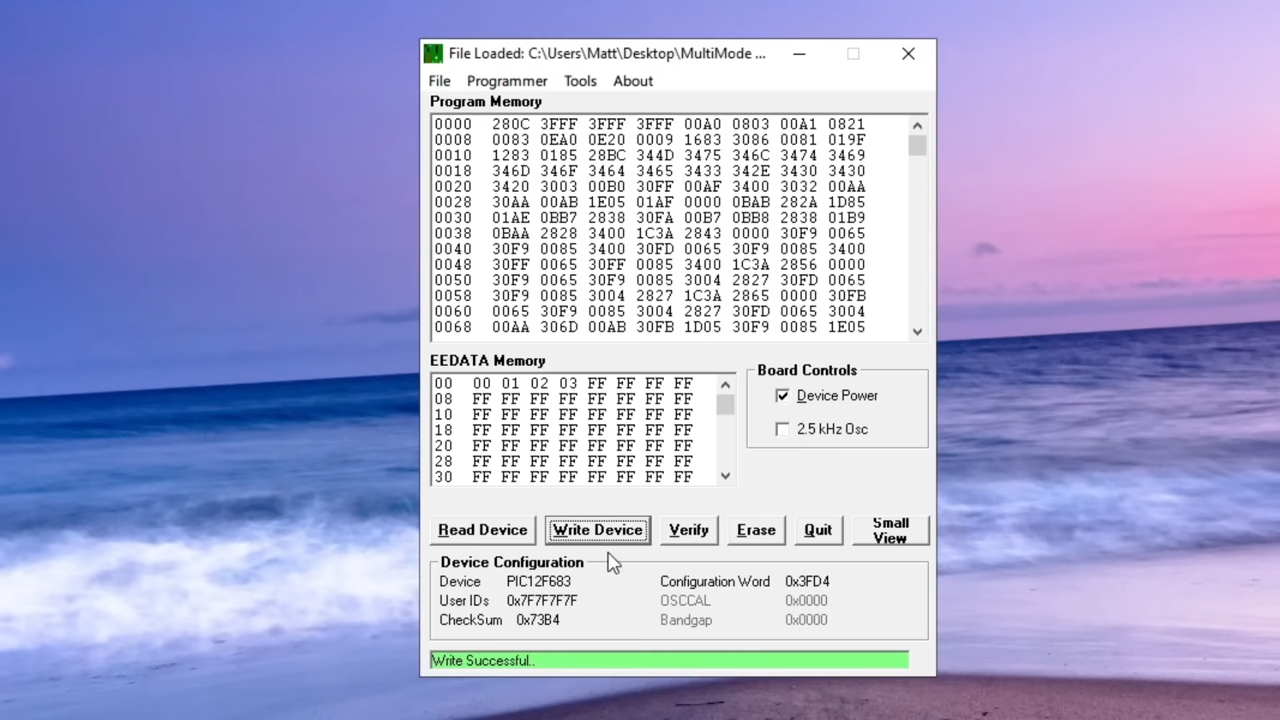 File Loaded: C:\Users\Matt\Desktop\MultiMode ...
File Programmer Tools About
Program Memory
0000 280C 3FFF 3FFF 3FFF 00A0 0803 00A1 0821
0008 0083 0EA0 0E20 0009 1683 3086 0081 019F
0010 1283 0185 28BC 344D 3475 346C 3474 3469
0018 346D 346F 3464 3465 3433 342E 3430 3430
0020 3420 3003 00B0 30FF 00AF 3400 3032 00AA
0028 30AA 00AB 1E05 01AF 0000 0BAB 282A 1D85
0030 01AE 0BB7 2838 30FA 00B7 0BB8 2838 01B9
0038 0BAA 2828 3400 1C3A 2843 0000 30F9 0065
0040 30F9 0085 3400 30FD 0065 30F9 0085 3400
0048 30FF 0065 30FF 0085 3400 1C3A 2856 0000
0050 30F9 0065 30F9 0085 3004 2827 30FD 0065
0058 30F9 0085 3004 2827 1C3A 2865 0000 30FB
0060 0065 30F9 0085 3004 2827 30FD 0065 3004
0068 00AA 306D 00AB 30FB 1D05 30F9 0085 1E05
EEDATA Memory
00 00 01 02 03 FF FF FF FF
08 FF FF FF FF FF FF FF FF
10 FF FF FF FF FF FF FF FF
18 FF FF FF FF FF FF FF FF
20 FF FF FF FF FF FF FF FF
28 FF FF FF FF FF FF FF FF
30 FF FF FF FF FF FF FF FF
Board Controls
Device Power
2.5 kHz Osc
Read Device Write Device Verify Erase Quit Small View
Device Configuration
Device PIC12F683 Configuration Word 0x3FD4
User IDs 0x7F7F7F7F OSCCAL 0x0000
CheckSum 0x73B4 Bandgap 0x0000
Write Successful..